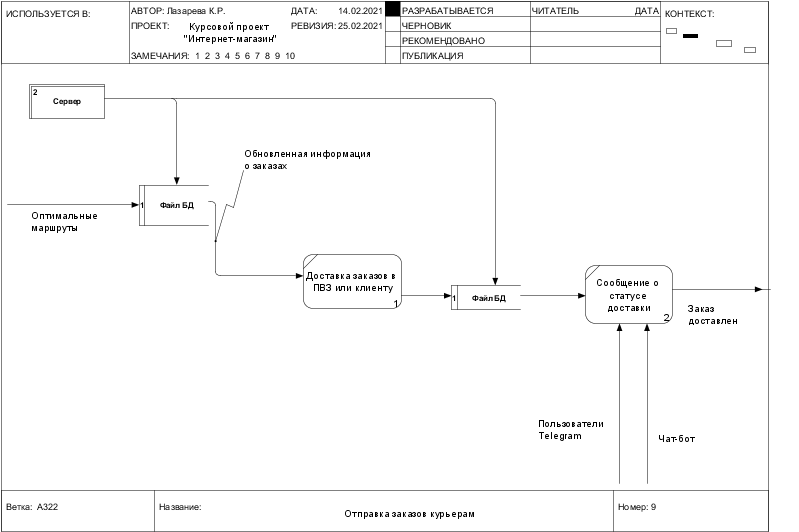 ИСПОЛЬЗУЕТСЯ В:
АВТОР: Лазарева К.Р.
ДАТА: 14.02.2021
ПРОЕКТ: Курсовой проект
"Интернет-магазин"
РЕВИЗИЯ: 25.02.2021
ЗАМЕЧАНИЯ: 1 2 3 4 5 6 7 8 9 10
РАЗРАБАТЫВАЕТСЯ
ЧЕРНОВИК
РЕКОМЕНДОВАНО
ПУБЛИКАЦИЯ
ЧИТАТЕЛЬ
ДАТА
КОНТЕКСТ:
2
Сервер
Обновленная информация
о заказах
1
Файл БД
Оптимальные
маршруты
Доставка заказов в
ПВЗ или клиенту
1
1
Файл БД
Сообщение о
статусе
доставки
2
Заказ
доставлен
Пользователи
Telegram
Чат-бот
Ветка: A322
Название:
Отправка заказов курьерам
Номер: 9